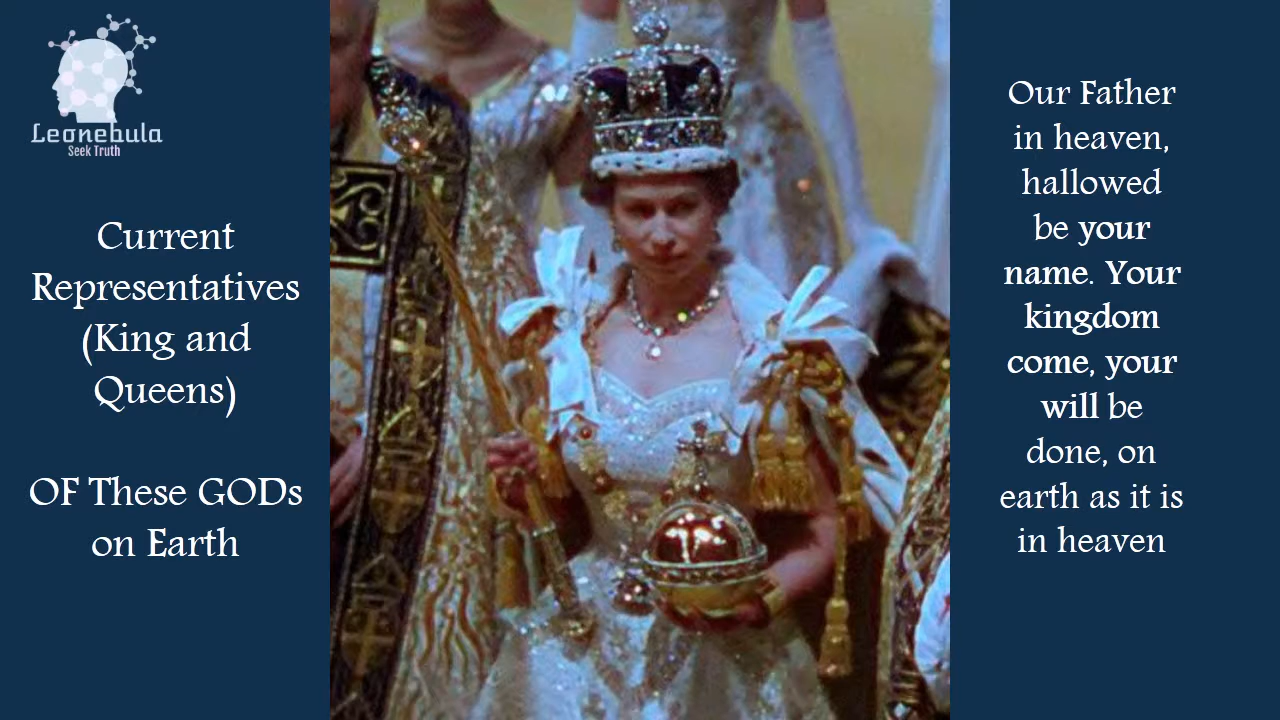 Leonebula
Seek Truth
Current
Representatives
(King and
Queens)
OF These GODs
on Earth
Our Father
in heaven,
hallowed
be your
name. Your
kingdom
come, your
will be
done, on
earth as it is
in heaven